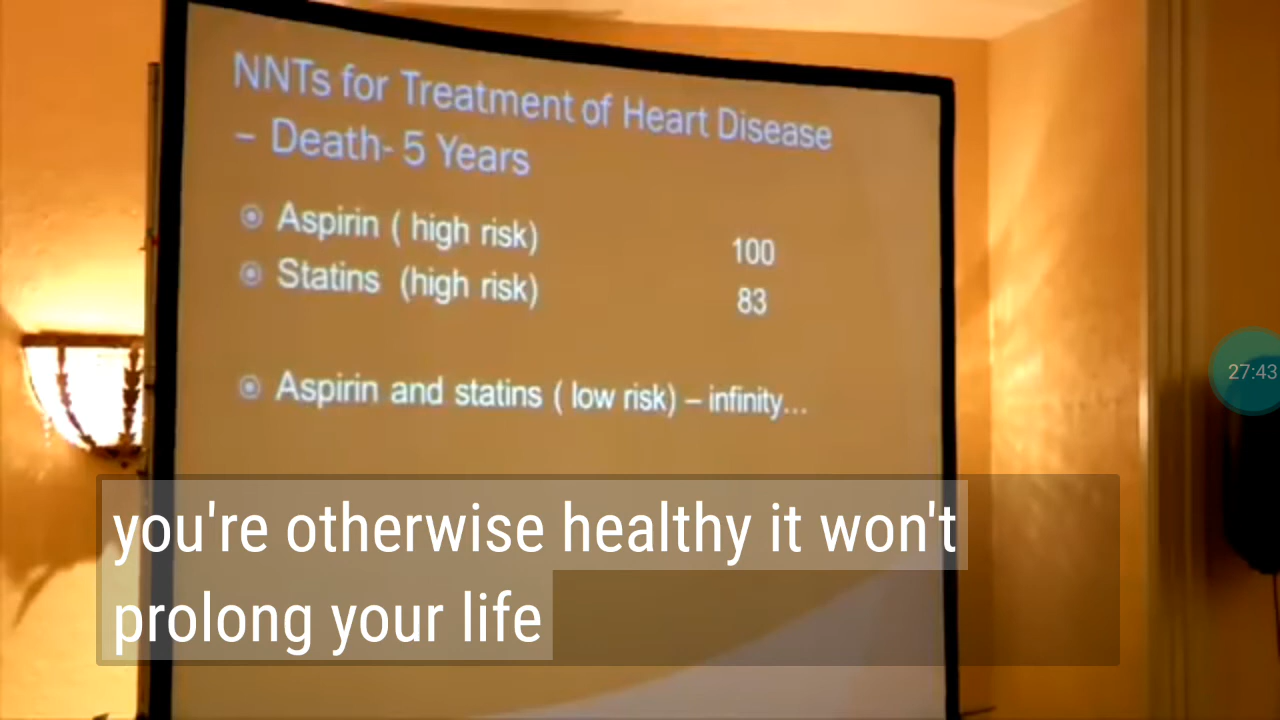 NNTs for Treatment of Heart Disease
– Death- 5 Years
Aspirin ( high risk) 100
Statins (high risk) 83
Aspirin and statins ( low risk) – infinity...
27:43
you're otherwise healthy it won't
prolong your life